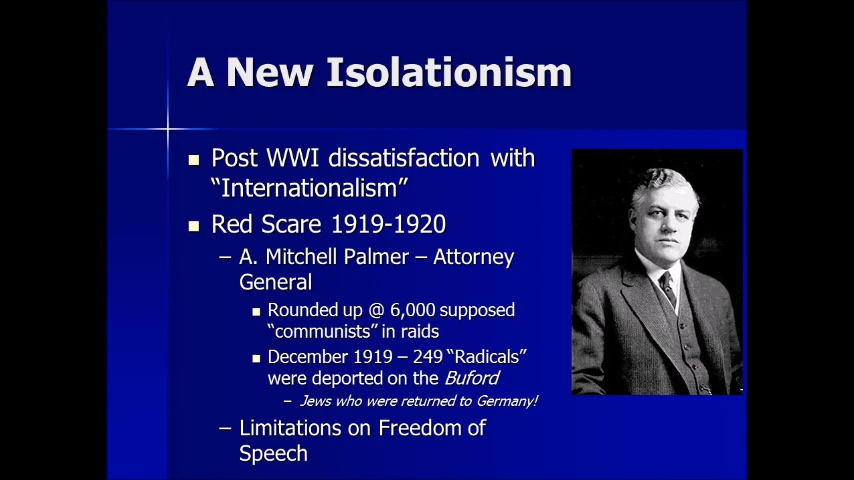 A New Isolationism
■ Post WWI dissatisfaction with
“Internationalism”
■ Red Scare 1919-1920
– A. Mitchell Palmer – Attorney
General
■ Rounded up @ 6,000 supposed
“communists” in raids
■ December 1919 – 249 “Radicals”
were deported on the Buford
– Jews who were returned to Germany!
– Limitations on Freedom of
Speech